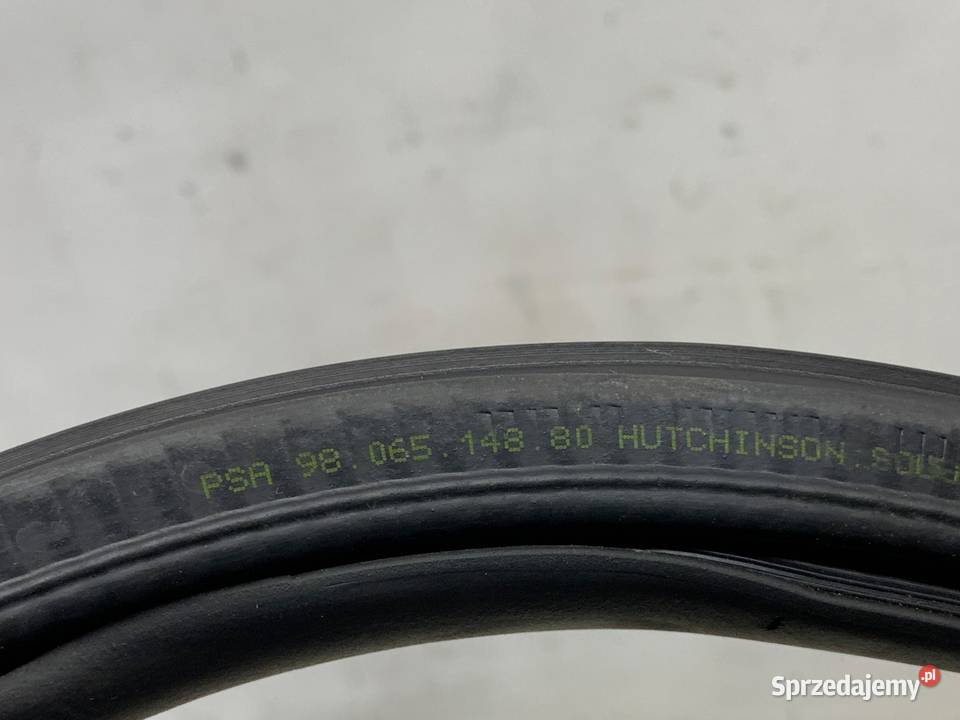 PSA 98.065.148.80 HUTCHINSON.
Sprzedajemy.pl